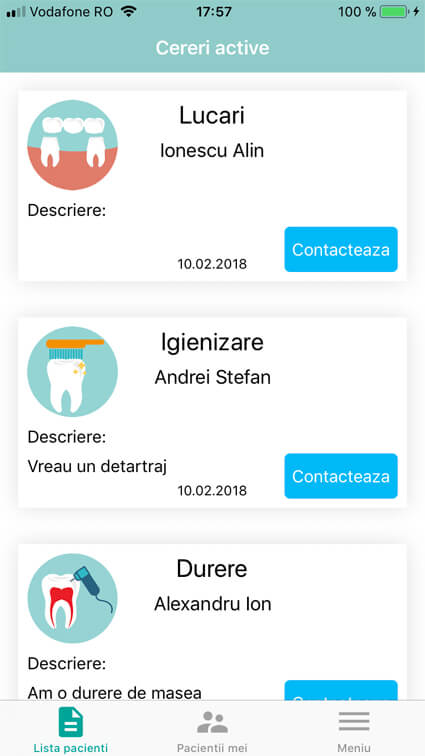 Vodafone RO 17:57 100 %
Cereri active
Lucari
Ionescu Alin
Descriere:
10.02.2018
Contacteaza
Igienizare
Andrei Stefan
Descriere:
Vreau un detartraj
10.02.2018
Contacteaza
Durere
Alexandru Ion
Descriere:
Am o durere de masea
Contacteaza
Lista pacienti Pacientii mei Meniu